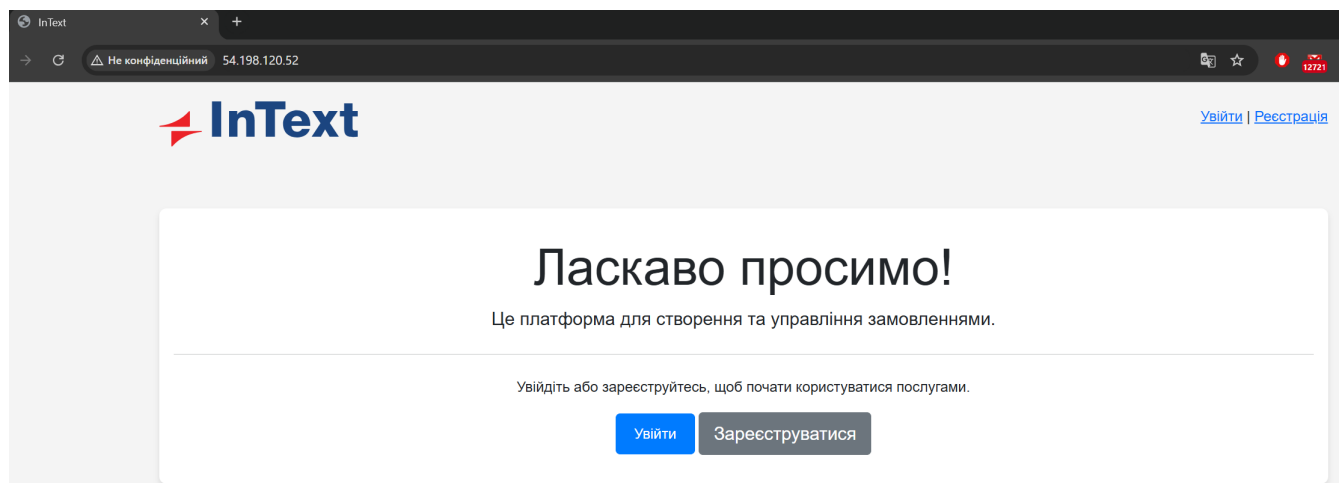 InText
Не конфіденційний 54.198.120.52
12721
InText
Увійти | Реєстрація
Ласкаво просимо!
Це платформа для створення та управління замовленнями.
Увійдіть або зареєструйтесь, щоб почати користуватися послугами.
Увійти Зареєструватися